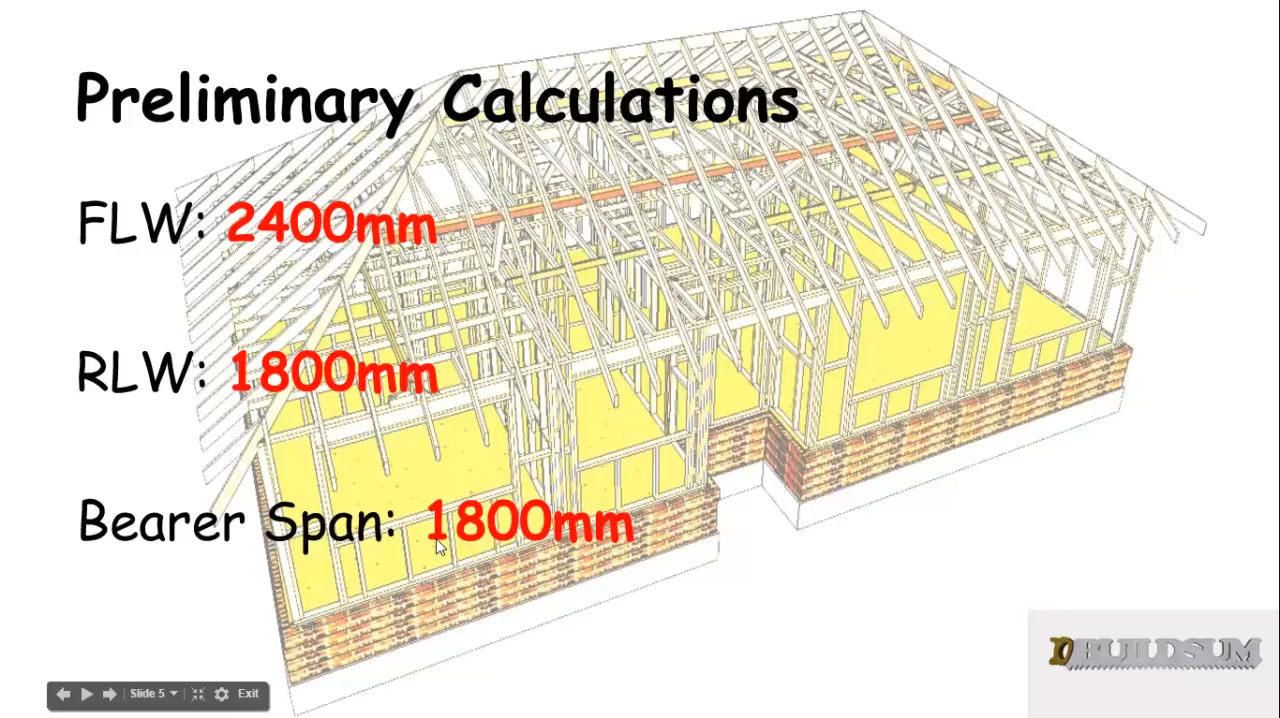 Preliminary Calculations
FLW: 2400mm
RLW: 1800mm
Bearer Span: 1800mm
BUILDSUM
Slide 5
Exit